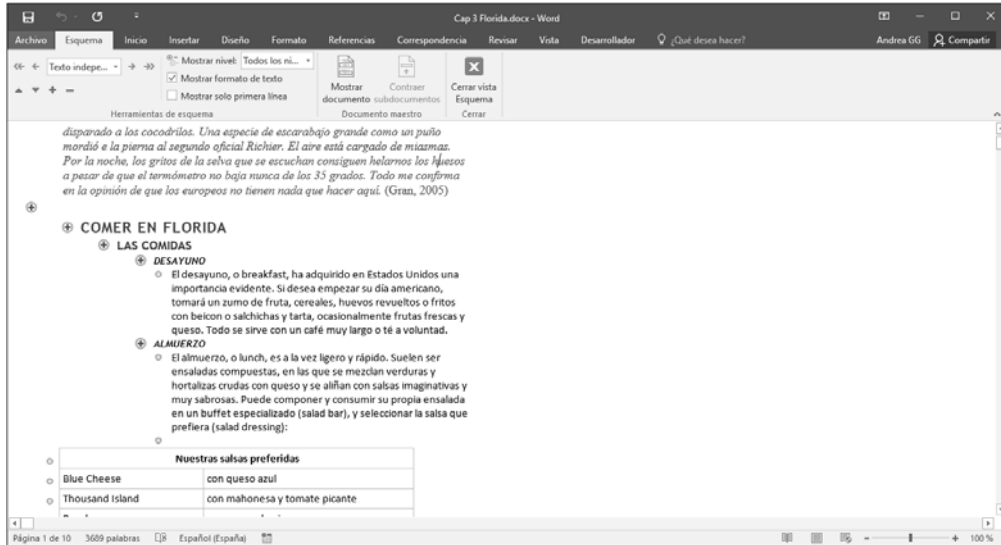 Cap 3 Florida.docx - Word
Archivo Esquema Inicio Insertar Diseño Formato Referencias Correspondencia Revisar Vista Desarrollador ¿Qué desea hacer? Andrea GG Compartir
Texto indepe... Mostrar nivel: Todos los ni...
Mostrar formato de texto
Mostrar solo primera línea
Mostrar documento Contraer subdocumentos Cerrar vista Esquema
Herramientas de esquema Documento maestro Cerrar
disparado a los cocodrilos. Una especie de escarabajo grande como un puño
mordió e la pierna al segundo oficial Richier. El aire está cargado de miasmas.
Por la noche, los gritos de la selva que se escuchan consiguen helarnos los huesos
a pesar de que el termómetro no baja nunca de los 35 grados. Todo me confirma
en la opinión de que los europeos no tienen nada que hacer aquí. (Gran, 2005)
COMER EN FLORIDA
LAS COMIDAS
DESAYUNO
El desayuno, o breakfast, ha adquirido en Estados Unidos una
importancia evidente. Si desea empezar su día americano,
tomará un zumo de fruta, cereales, huevos revueltos o fritos
con beicon o salchichas y tarta, ocasionalmente frutas frescas y
queso. Todo se sirve con un café muy largo o té a voluntad.
ALMUERZO
El almuerzo, o lunch, es a la vez ligero y rápido. Suelen ser
ensaladas compuestas, en las que se mezclan verduras y
hortalizas crudas con queso y se aliñan con salsas imaginativas y
muy sabrosas. Puede componer y consumir su propia ensalada
en un buffet especializado (salad bar), y seleccionar la salsa que
prefiera (salad dressing):
Nuestras salsas preferidas
Blue Cheese con queso azul
Thousand Island con mahonesa y tomate picante
Página 1 de 10 3689 palabras Español (España) 100 %